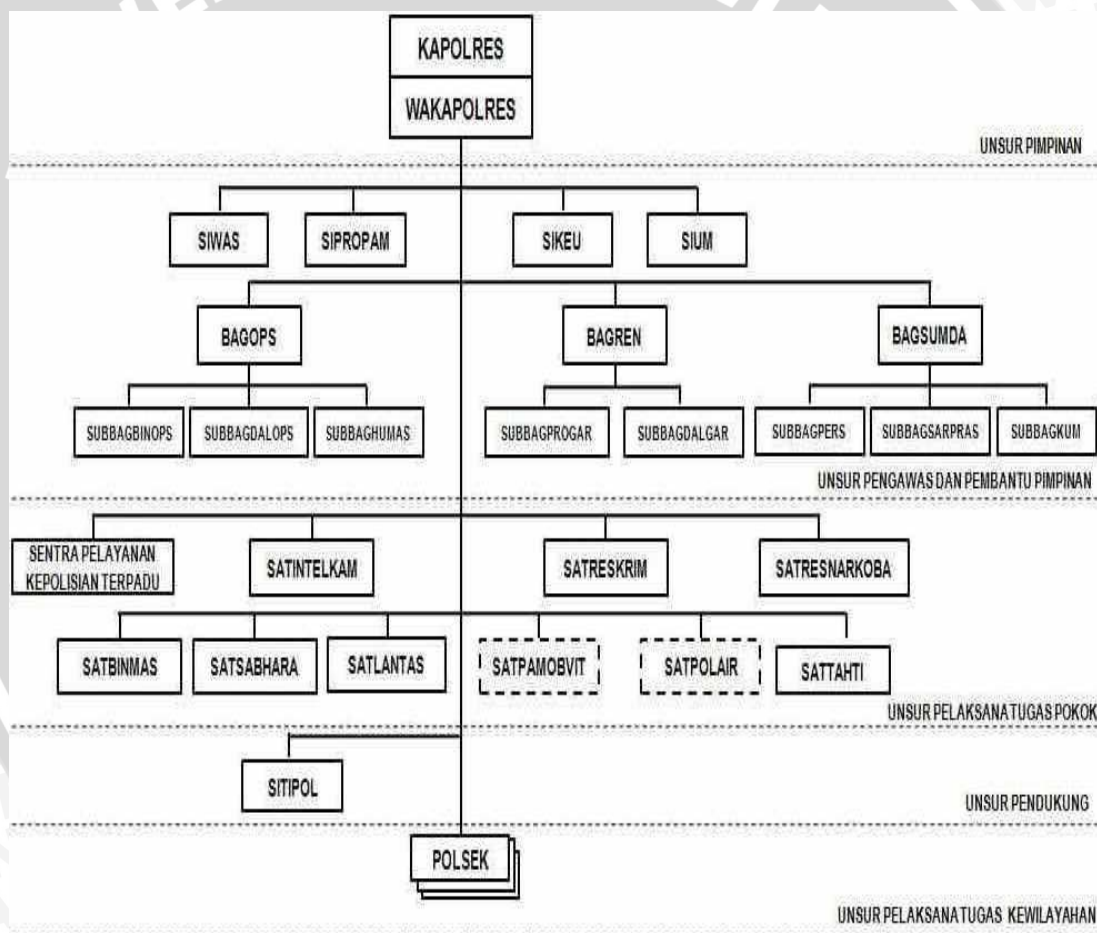 KAPOLRES
WAKAPOLRES
UNSUR PIMPINAN
SIWAS
SIPROPAM
SIKEU
SIUM
BAGOPS
BAGREN
BAGSUMDA
SUBBAGBINOPS
SUBBAGDALOPS
SUBBAGHUMAS
SUBBAGPROGAR
SUBBAGDALGAR
SUBBAGPERS
SUBBAGSARPRAS
SUBBAGKUM
UNSUR PENGAWAS DAN PEMBANTU PIMPINAN
SENTRA PELAYANAN
KEPOLISIAN TERPADU
SATINTELKAM
SATRESKRIM
SATRESNARKOBA
SATBINMAS
SATSABHARA
SATLANTAS
SATPAMOBVIT
SATPOLAIR
SATTAHTI
UNSUR PELAKSANA TUGAS POKOK
SITIPOL
UNSUR PENDUKUNG
POLSEK
UNSUR PELAKSANA TUGAS KEWILAYAHAN